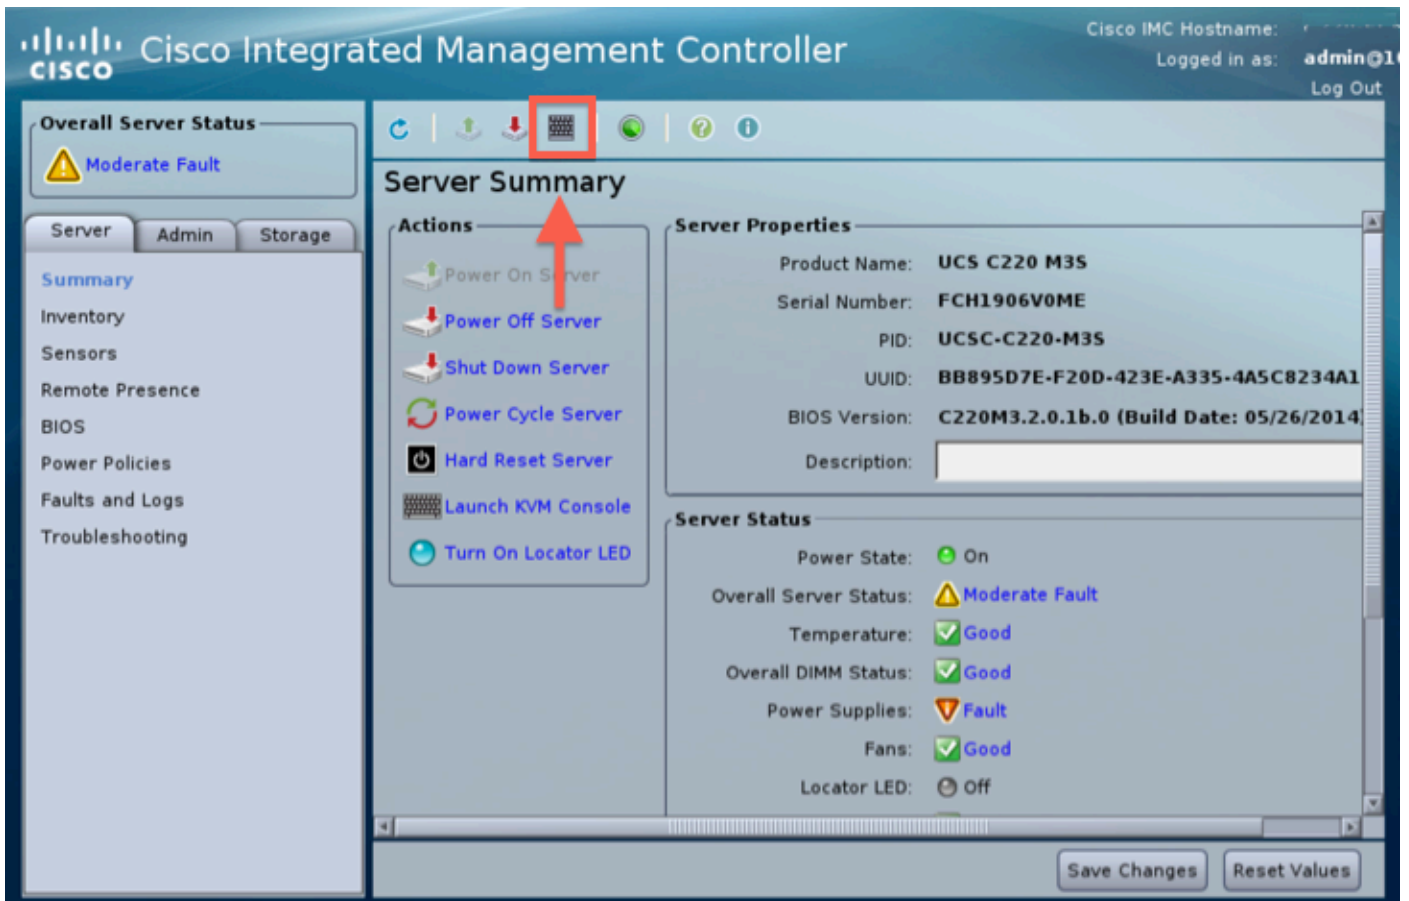 Cisco IMC Hostname:
CISCO
Cisco Integrated Management Controller
Logged in as: admin@1
Log Out
Overall Server Status
Moderate Fault
Server Admin Storage
Summary
Inventory
Sensors
Remote Presence
BIOS
Power Policies
Faults and Logs
Troubleshooting
Server Summary
Actions
Power On Server
Power Off Server
Shut Down Server
Power Cycle Server
Hard Reset Server
Launch KVM Console
Turn On Locator LED
Server Properties
Product Name: UCS C220 M3S
Serial Number: FCH1906V0ME
PID: UCSC-C220-M3S
UUID: BB895D7E-F20D-423E-A335-4A5C8234A1
BIOS Version: C220M3.2.0.1b.0 (Build Date: 05/26/2014)
Description:
Server Status
Power State: On
Overall Server Status: Moderate Fault
Temperature: Good
Overall DIMM Status: Good
Power Supplies: Fault
Fans: Good
Locator LED: Off
Save Changes Reset Values